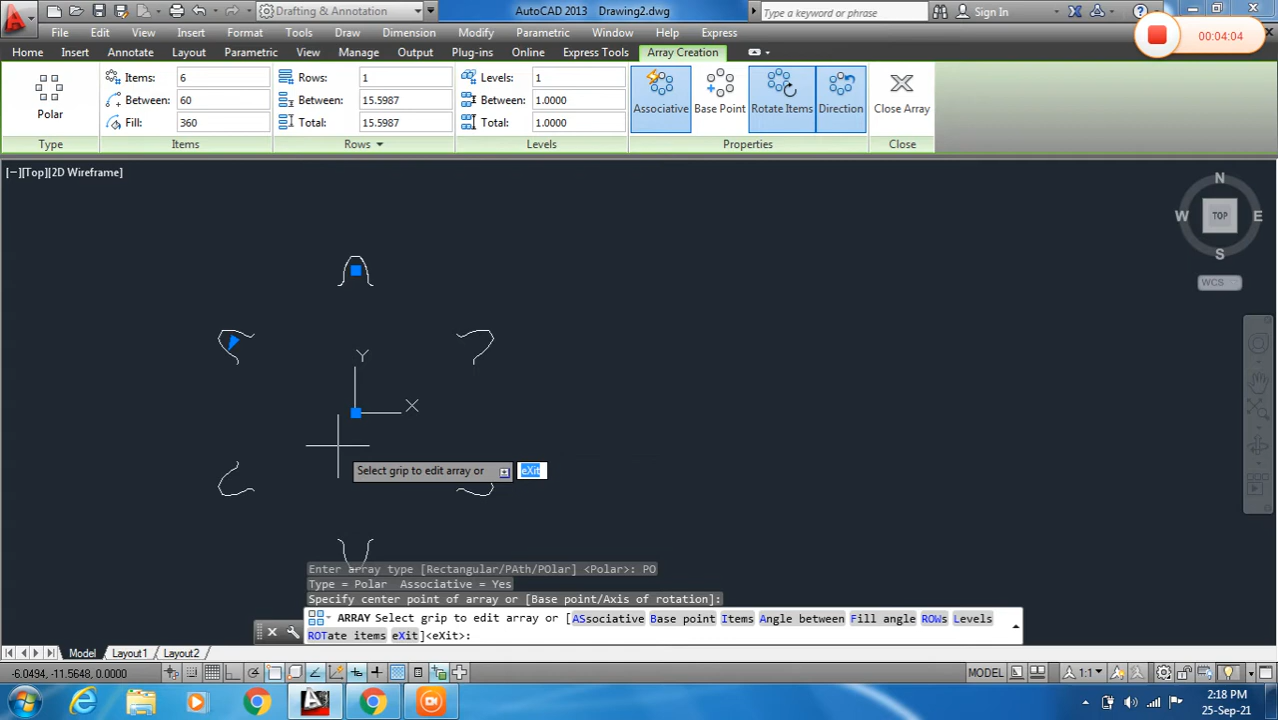 Drafting & Annotation
AutoCAD 2013 Drawing2.dwg
Type a keyword or phrase
Sign In
00:04:04
File Edit View Insert Format Tools Draw Dimension Modify Parametric Window Help Express
Home Insert Annotate Layout Parametric View Manage Output Plug-ins Online Express Tools Array Creation
Polar
Items: 6
Between: 60
Fill: 360
Rows: 1
Between: 15.5987
Total: 15.5987
Levels: 1
Between: 1.0000
Total: 1.0000
Associative Base Point Rotate Items Direction Close Array
Type Items Rows Levels Properties Close
[−][Top][2D Wireframe]
N
W TOP E
S
WCS
Y
X
Select grip to edit array or eXit
Enter array type [Rectangular/PAth/POlar] <Polar>: PO
Type = Polar Associative = Yes
Specify center point of array or [Base point/Axis of rotation]:
ARRAY Select grip to edit array or [ASsociative Base point Items Angle between Fill angle ROWs Levels
ROTate items eXit]<eXit>:
Model Layout1 Layout2
-6.0494, -11.5648, 0.0000
MODEL
1:1
2:18 PM
25-Sep-21